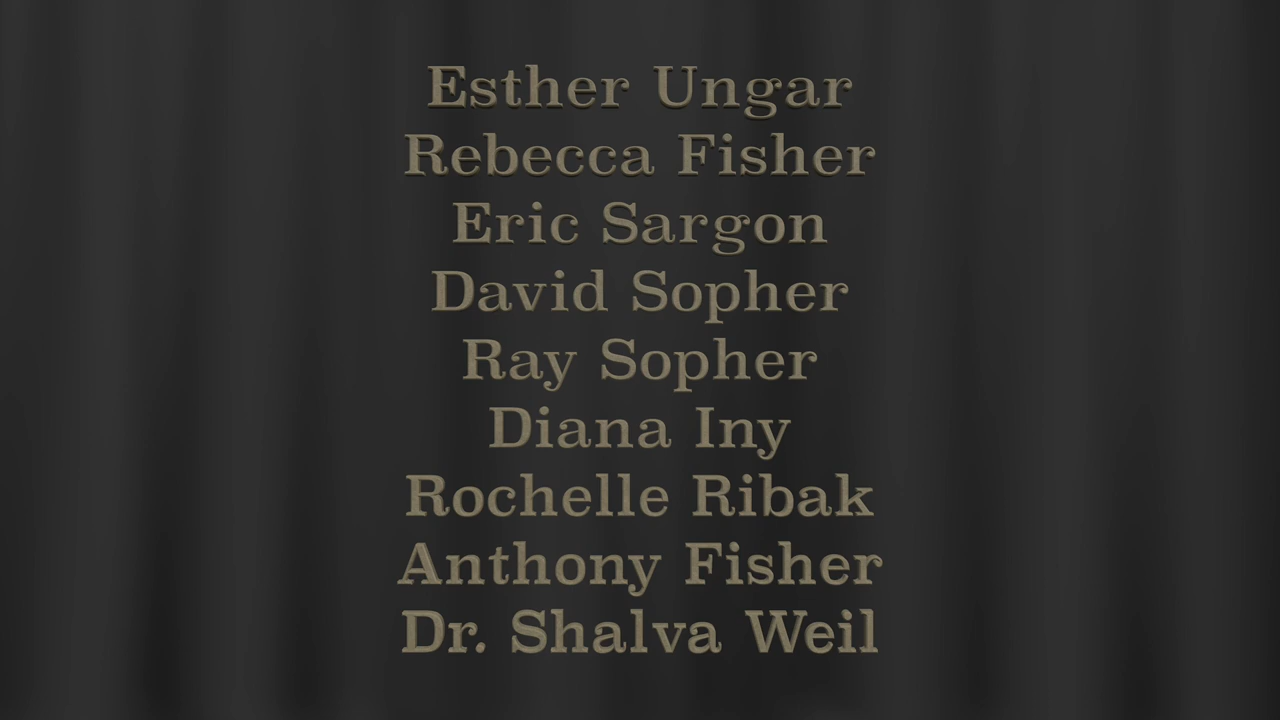 Esther Ungar
Rebecca Fisher
Eric Sargon
David Sopher
Ray Sopher
Diana Iny
Rochelle Ribak
Anthony Fisher
Dr. Shalva Weil